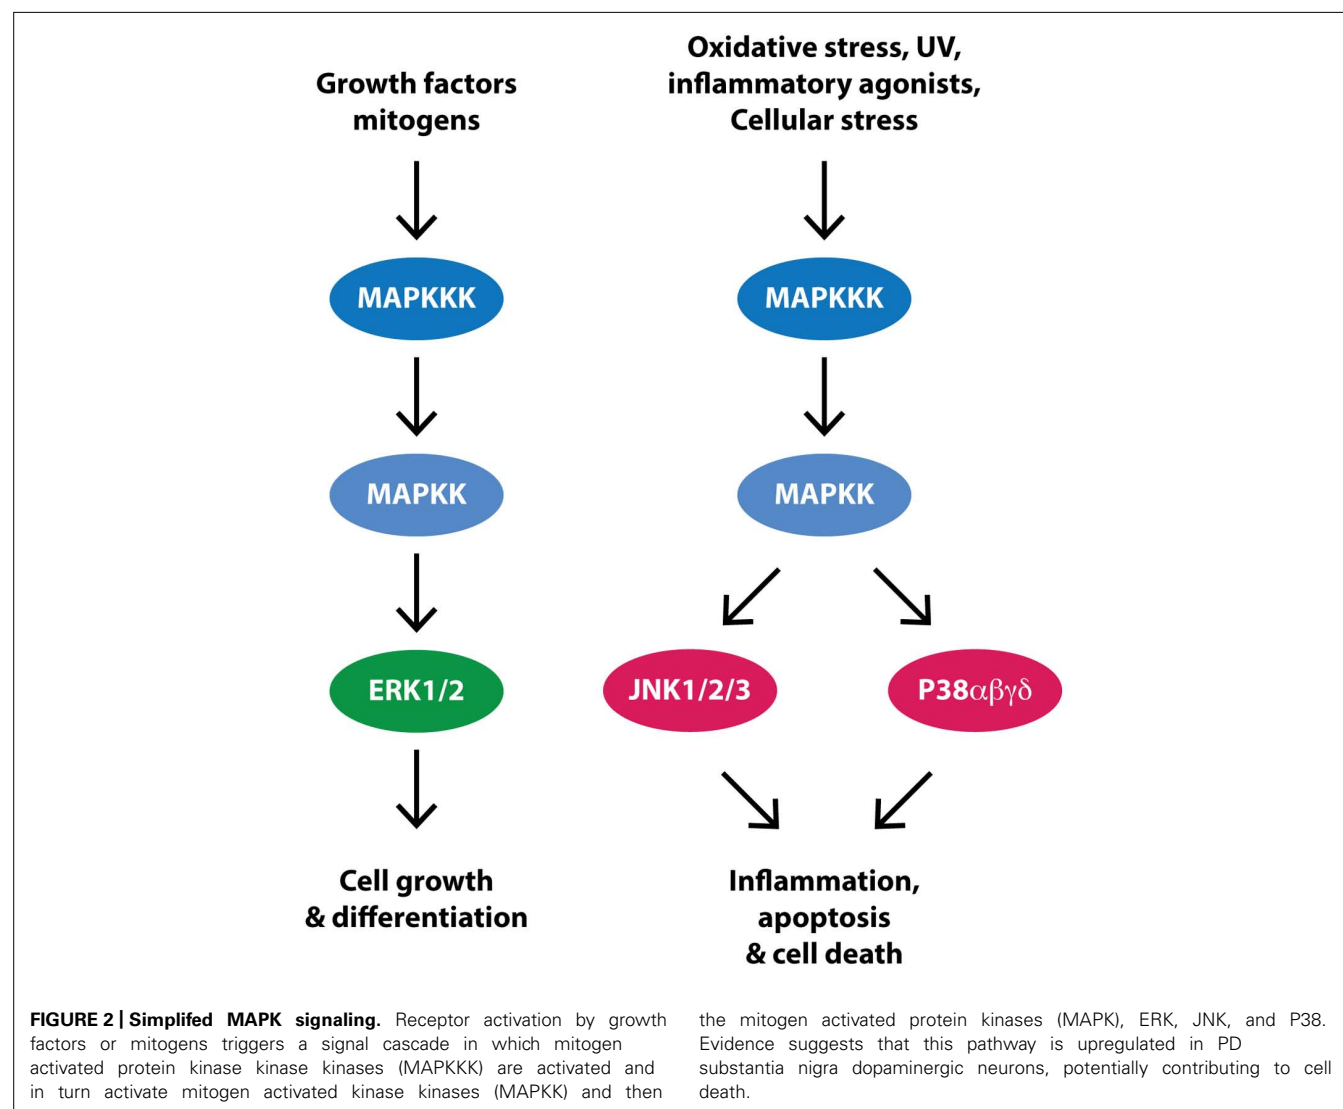 Growth factors
mitogens
Oxidative stress, UV,
inflammatory agonists,
Cellular stress
MAPKKK
MAPKKK
MAPKK
MAPKK
ERK1/2
JNK1/2/3
P38αβγδ
Cell growth
& differentiation
Inflammation,
apoptosis
& cell death
FIGURE 2 | Simplifed MAPK signaling. Receptor activation by growth
factors or mitogens triggers a signal cascade in which mitogen
activated protein kinase kinase kinases (MAPKKK) are activated and
in turn activate mitogen activated kinase kinases (MAPKK) and then
the mitogen activated protein kinases (MAPK), ERK, JNK, and P38.
Evidence suggests that this pathway is upregulated in PD
substantia nigra dopaminergic neurons, potentially contributing to cell
death.